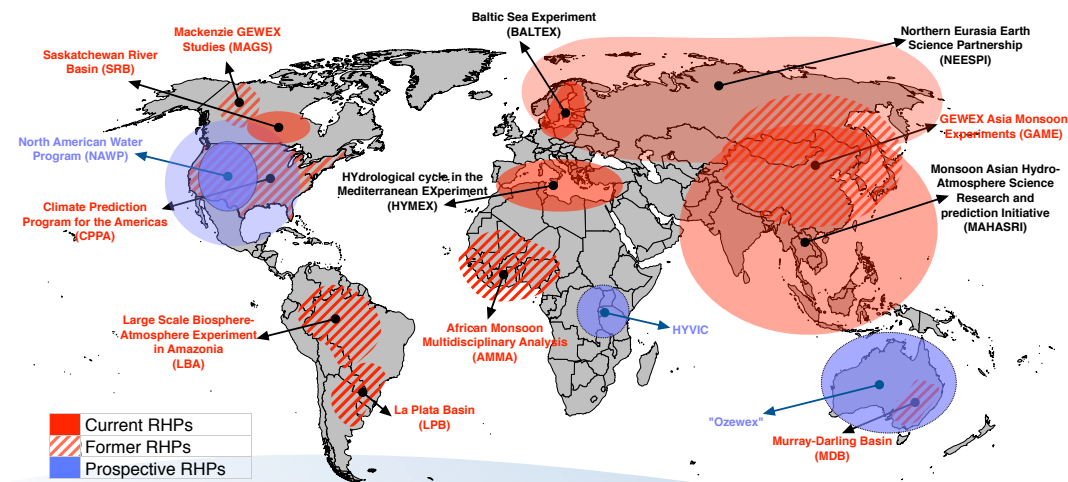 Baltic Sea Experiment
(BALTEX)
Mackenzie GEWEX
Studies (MAGS)
Northern Eurasia Earth
Science Partnership
(NEESPI)
Saskatchewan River
Basin (SRB)
GEWEX Asia Monsoon
Experiments (GAME)
North American Water
Program (NAWP)
HYdrological cycle in the
Mediterranean EXperiment
(HYMEX)
Monsoon Asian Hydro-
Atmosphere Science
Research and
prediction Initiative
(MAHASRI)
Climate Prediction
Program for the Americas
(CPPA)
Large Scale Biosphere-
Atmosphere Experiment
in Amazonia
(LBA)
African Monsoon
Multidisciplinary Analysis
(AMMA)
HYVIC
La Plata Basin
(LPB)
"Ozewex"
Murray-Darling Basin
(MDB)
Current RHPs
Former RHPs
Prospective RHPs